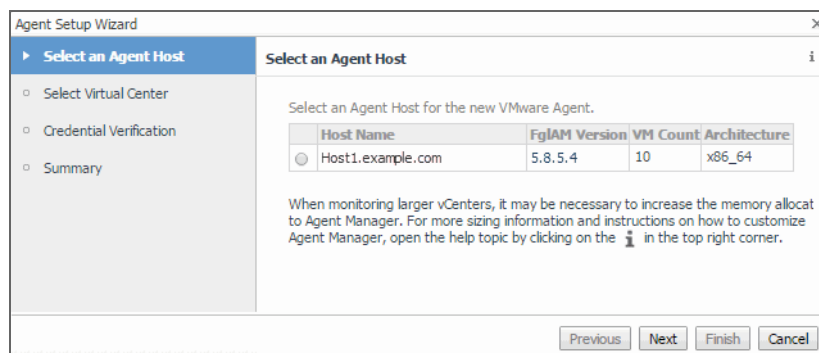 Agent Setup Wizard
Select an Agent Host
Select Virtual Center
Credential Verification
Summary
Select an Agent Host
Select an Agent Host for the new VMware Agent.
Host Name FglAM Version VM Count Architecture
Host1.example.com 5.8.5.4 10 x86_64
When monitoring larger vCenters, it may be necessary to increase the memory allocat
to Agent Manager. For more sizing information and instructions on how to customize
Agent Manager, open the help topic by clicking on the i in the top right corner.
Previous Next Finish Cancel